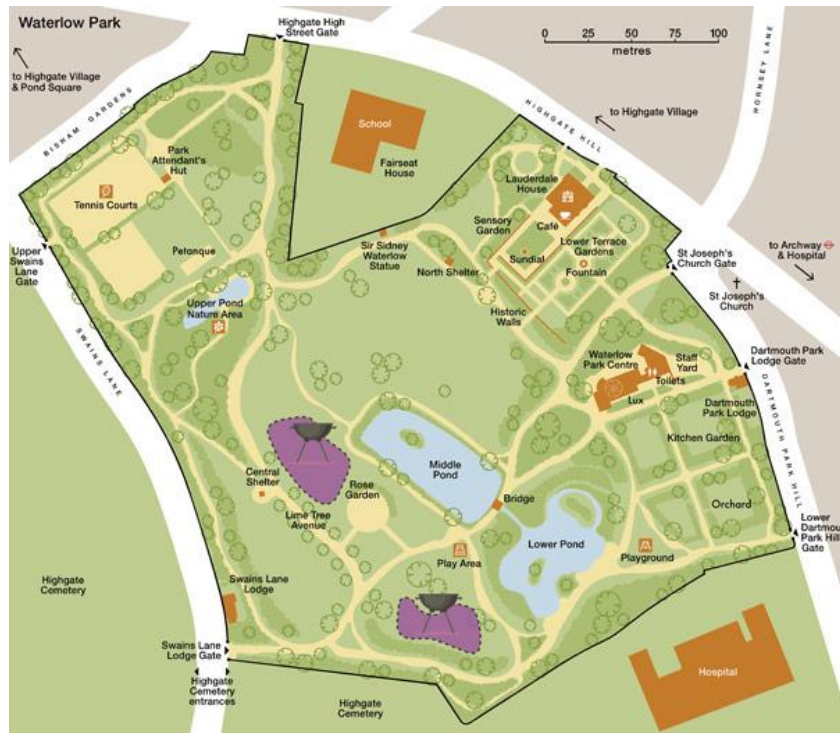 Waterlow Park
Highgate High
Street Gate
0 25 50 75 100
metres
to Highgate Village
& Pond Square
BISHAM GARDENS
HORNSEY LANE
HIGHGATE HILL
to Highgate Village
School
Fairseat
House
Park
Attendant's
Hut
Tennis Courts
Lauderdale
House
Café
Sensory
Garden
Lower Terrace
Gardens
Sundial
Fountain
Petanque
Sir Sidney
Waterlow
Statue
North Shelter
Upper
Swains
Lane
Gate
to Archway
& Hospital
St Joseph's
Church Gate
St Joseph's
Church
Upper Pond
Nature Area
Historic
Walls
SWAINS LANE
Waterlow
Park Centre
Staff
Yard
Toilets
Lux
Dartmouth Park
Lodge Gate
Dartmouth
Park Lodge
DARTMOUTH PARK HILL
Kitchen Garden
Middle
Pond
Central
Shelter
Rose
Garden
Lime Tree
Avenue
Bridge
Orchard
Lower Pond
Playground
Lower
Dartmou
Park Hill
Gate
Play Area
Highgate
Cemetery
Swains Lane
Lodge
Swains Lane
Lodge Gate
Highgate
Cemetery
entrances
Highgate
Cemetery
Hospital